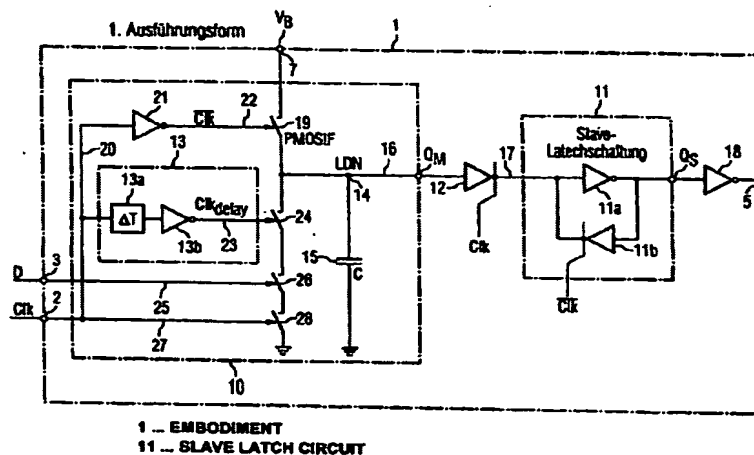 1. Ausführungsform
V_B
7
1
21
22
Clk
19
PMOSIF
20
13
13a
ΔT
13b
Clk_delay
23
24
LDN
14
16
Q_M
12
Clk
17
11
Slave-
Latechschaltung
11a
11b
Clk
Q_S
18
5
15
C
D
3
25
26
Clk
2
27
28
10
1 ... EMBODIMENT
11 ... SLAVE LATCH CIRCUIT